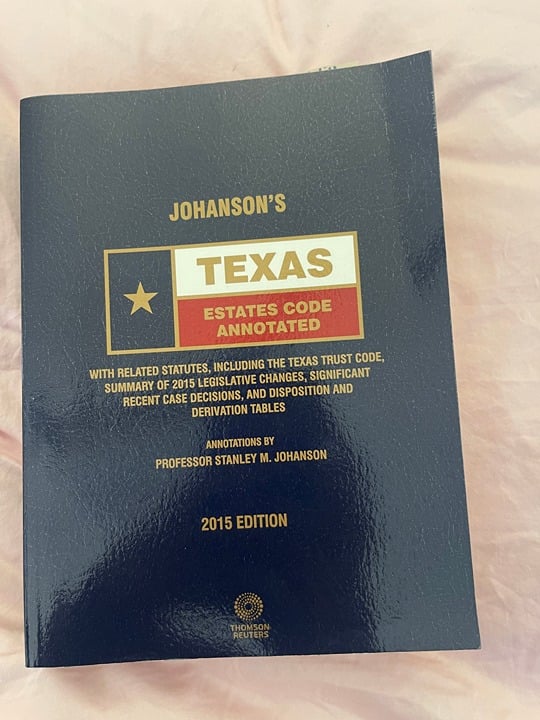 JOHANSON'S
TEXAS
ESTATES CODE
ANNOTATED
WITH RELATED STATUTES, INCLUDING THE TEXAS TRUST CODE,
SUMMARY OF 2015 LEGISLATIVE CHANGES, SIGNIFICANT
RECENT CASE DECISIONS, AND DISPOSITION AND
DERIVATION TABLES
ANNOTATIONS BY
PROFESSOR STANLEY M. JOHANSON
2015 EDITION
THOMSON
REUTERS